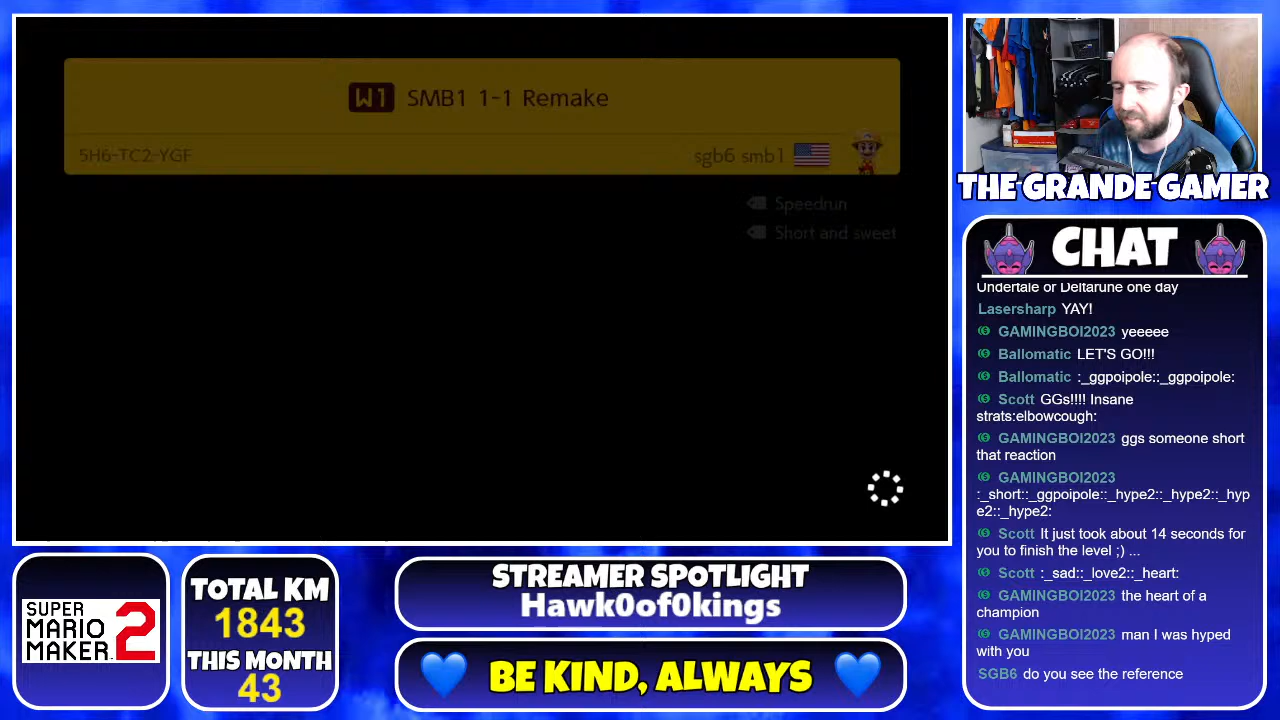 W1 SMB1 1-1 Remake
5H6-TC2-YGF
sgb6 smb1
Speedrun
Short and sweet
THE GRANDE GAMER
CHAT
Undertale or Deltarune one day
Lasersharp YAY!
GAMINGBOI2023 yeeeee
Ballomatic LET'S GO!!!
Ballomatic :_ggpoipole::_ggpoipole:
Scott GGs!!!! Insane
strats:elbowcough:
GAMINGBOI2023 ggs someone short
that reaction
GAMINGBOI2023
:_short::_ggpoipole::_hype2::_hype2::_hyp
e2::_hype2:
Scott It just took about 14 seconds for
you to finish the level ;) ...
Scott :_sad::_love2::_heart:
GAMINGBOI2023 the heart of a
champion
GAMINGBOI2023 man I was hyped
with you
SGB6 do you see the reference
SUPER
MARIO
MAKER 2
TOTAL KM
1843
THIS MONTH
43
STREAMER SPOTLIGHT
Hawk0of0kings
BE KIND, ALWAYS